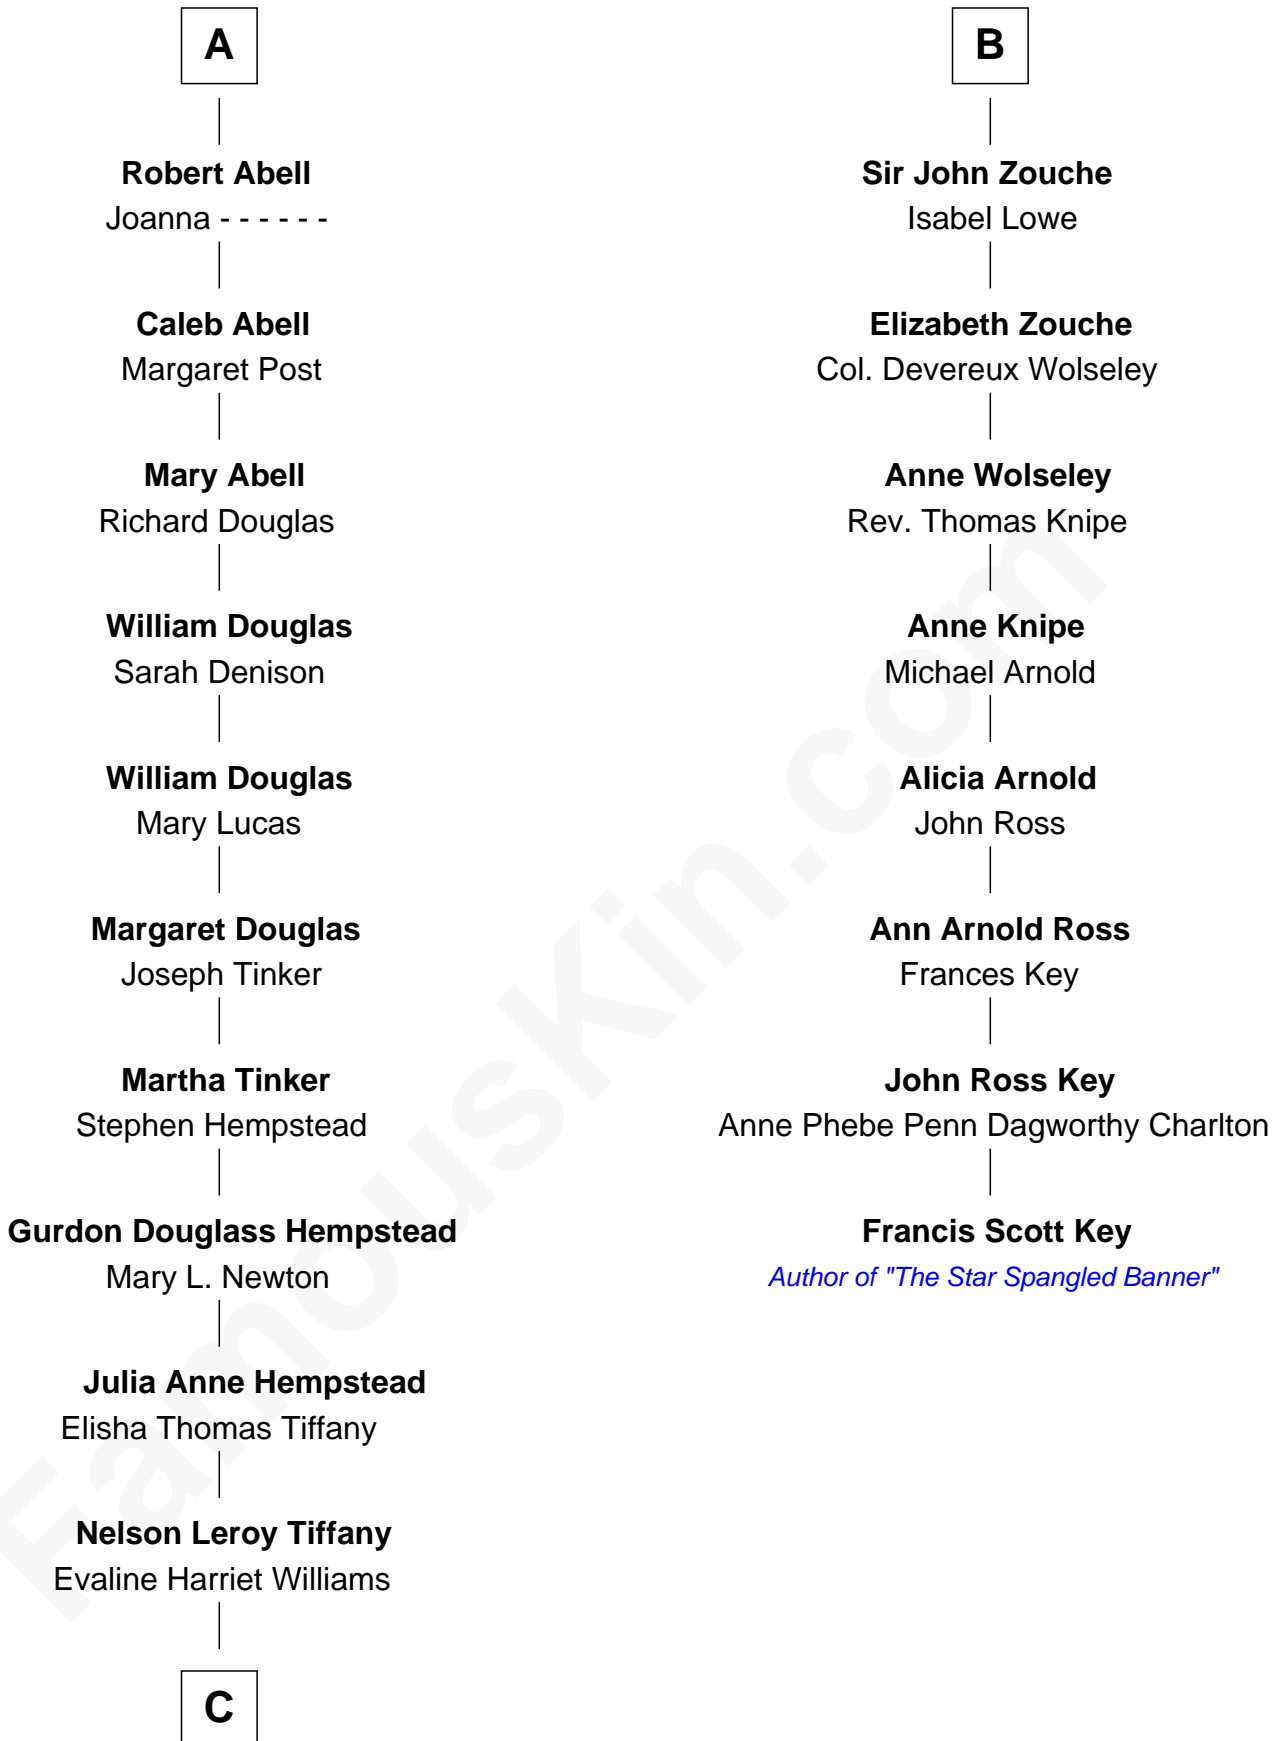 A
Robert Abell
Joanna - - - - - -
Caleb Abell
Margaret Post
Mary Abell
Richard Douglas
William Douglas
Sarah Denison
William Douglas
Mary Lucas
Margaret Douglas
Joseph Tinker
Martha Tinker
Stephen Hempstead
Gurdon Douglass Hempstead
Mary L. Newton
Julia Anne Hempstead
Elisha Thomas Tiffany
Nelson Leroy Tiffany
Evaline Harriet Williams
C
B
Sir John Zouche
Isabel Lowe
Elizabeth Zouche
Col. Devereux Wolseley
Anne Wolseley
Rev. Thomas Knipe
Anne Knipe
Michael Arnold
Alicia Arnold
John Ross
Ann Arnold Ross
Frances Key
John Ross Key
Anne Phebe Penn Dagworthy Charlton
Francis Scott Key
Author of "The Star Spangled Banner"
FamousKin.com